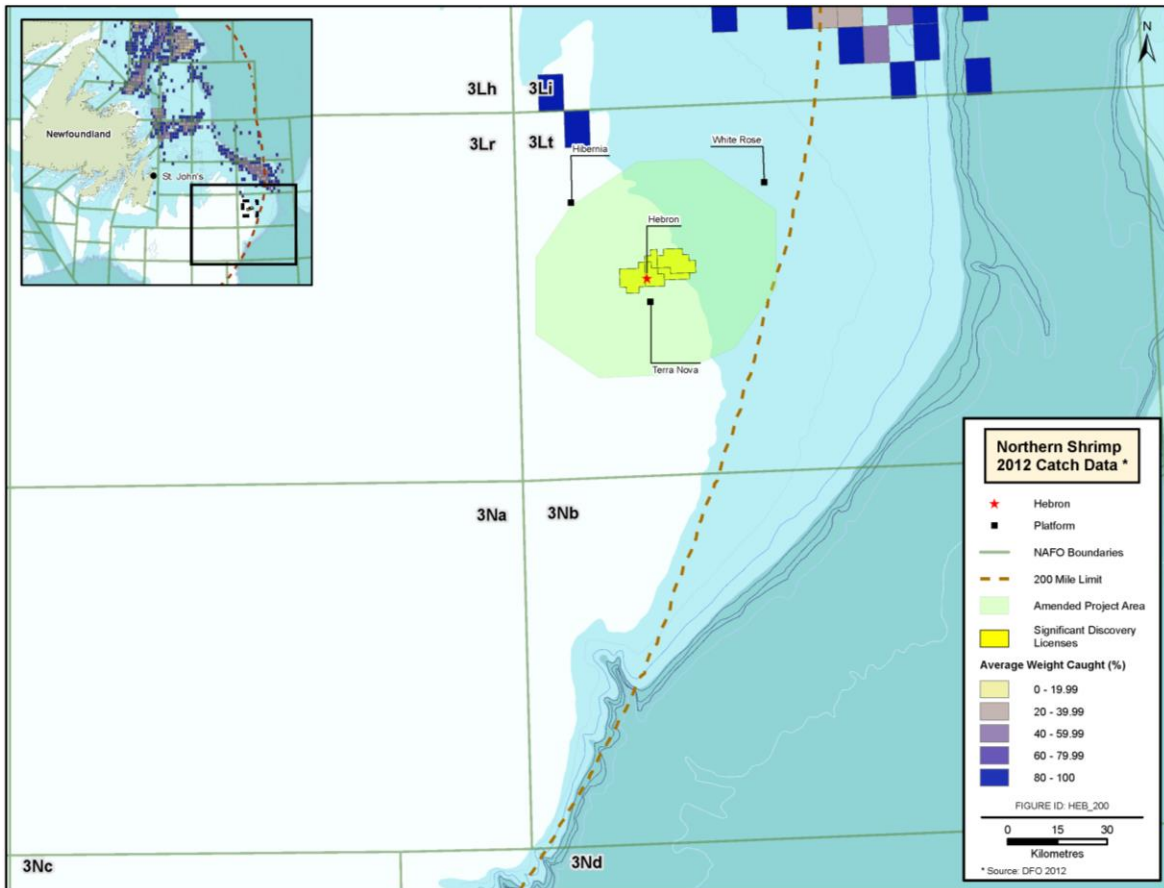 Newfoundland
St. John's
3Lh
3Li
N
3Lr
3Lt
Hibernia
White Rose
Hebron
Terra Nova
3Na
3Nb
3Nc
3Nd
Northern Shrimp
2012 Catch Data *
Hebron
Platform
NAFO Boundaries
200 Mile Limit
Amended Project Area
Significant Discovery
Licenses
Average Weight Caught (%)
0 - 19.99
20 - 39.99
40 - 59.99
60 - 79.99
80 - 100
FIGURE ID: HEB_200
0 15 30
Kilometres
* Source: DFO 2012